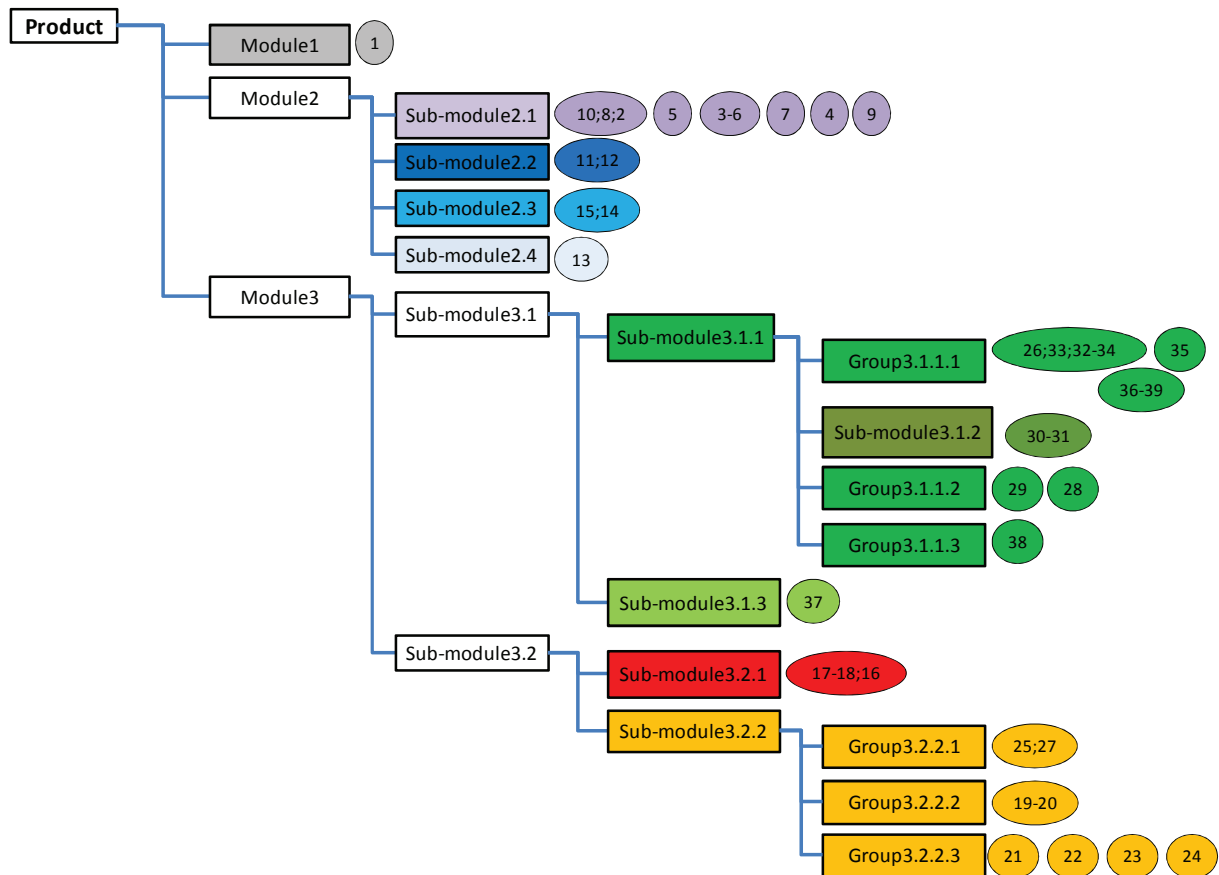 Product
Module1 1
Module2
Sub-module2.1 10;8;2 5 3-6 7 4 9
Sub-module2.2 11;12
Sub-module2.3 15;14
Sub-module2.4 13
Module3
Sub-module3.1
Sub-module3.1.1
Group3.1.1.1 26;33;32-34 35
36-39
Sub-module3.1.2 30-31
Group3.1.1.2 29 28
Group3.1.1.3 38
Sub-module3.1.3 37
Sub-module3.2
Sub-module3.2.1 17-18;16
Sub-module3.2.2
Group3.2.2.1 25;27
Group3.2.2.2 19-20
Group3.2.2.3 21 22 23 24